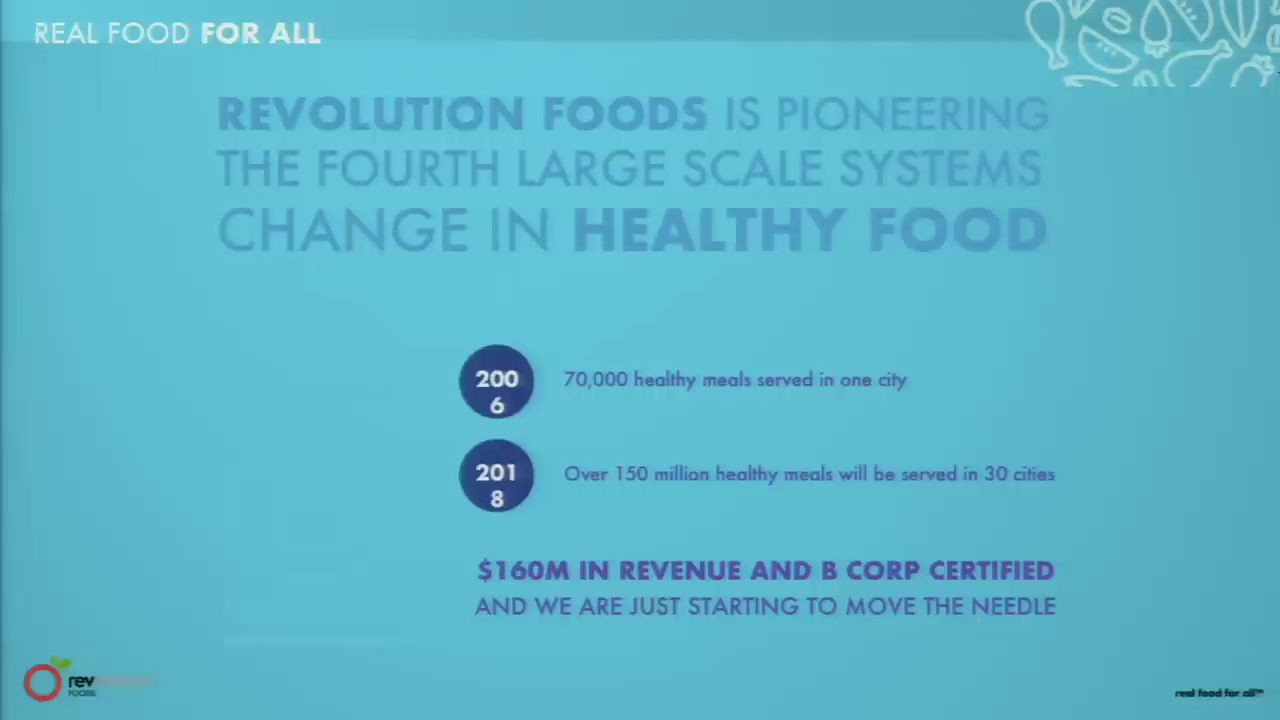 REAL FOOD FOR ALL
REVOLUTION FOODS IS PIONEERING
THE FOURTH LARGE SCALE SYSTEMS
CHANGE IN HEALTHY FOOD
200
6
70,000 healthy meals served in one city
201
8
Over 150 million healthy meals will be served in 30 cities
$160M IN REVENUE AND B CORP CERTIFIED
AND WE ARE JUST STARTING TO MOVE THE NEEDLE
rev
FOODS
real food for all™